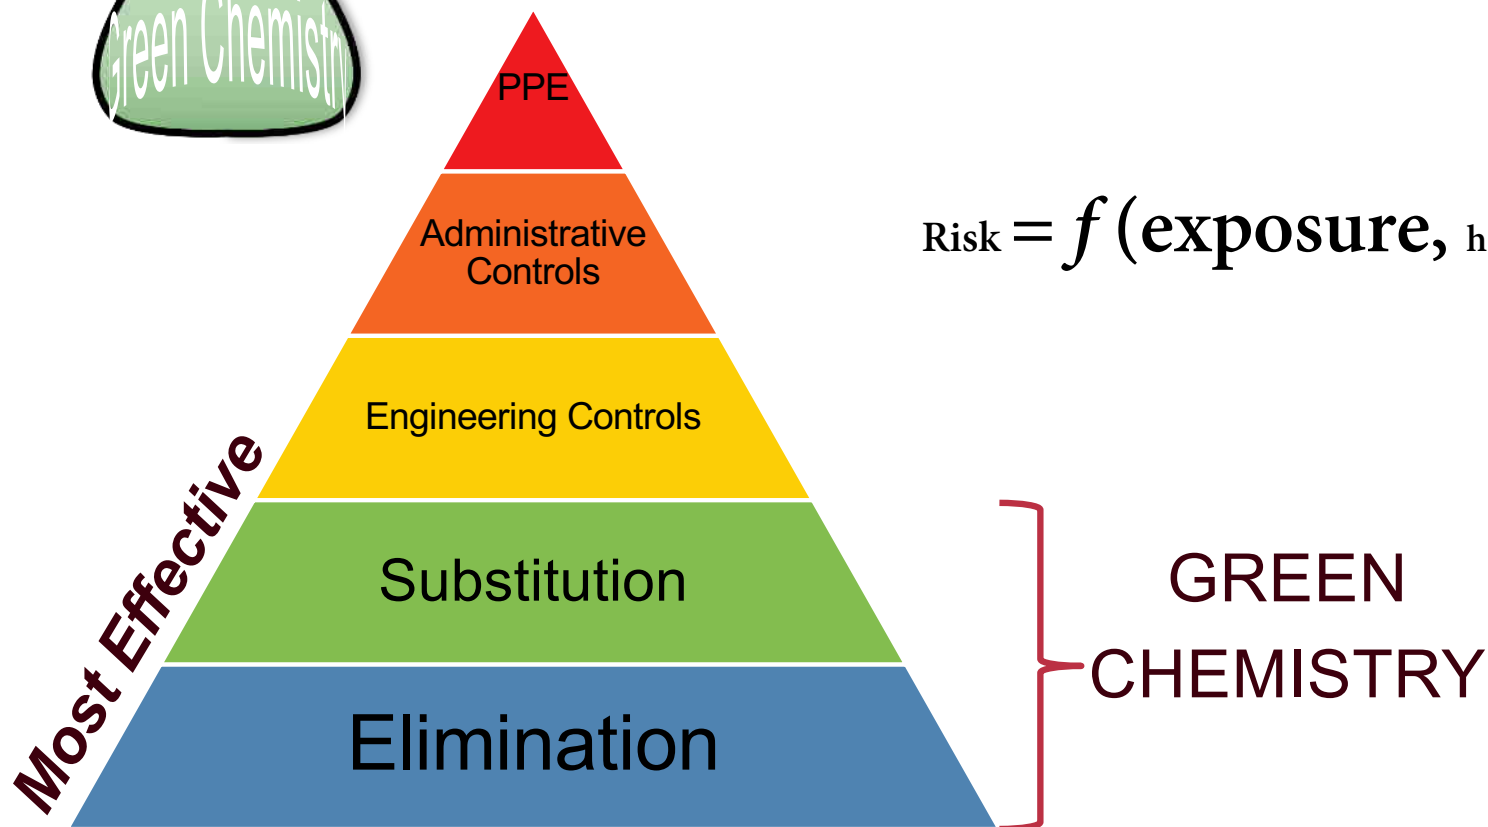 Green Chemistry
PPE
Administrative
Controls
Risk = f (exposure, h
Engineering Controls
Most Effective
Substitution
Elimination
GREEN
CHEMISTRY